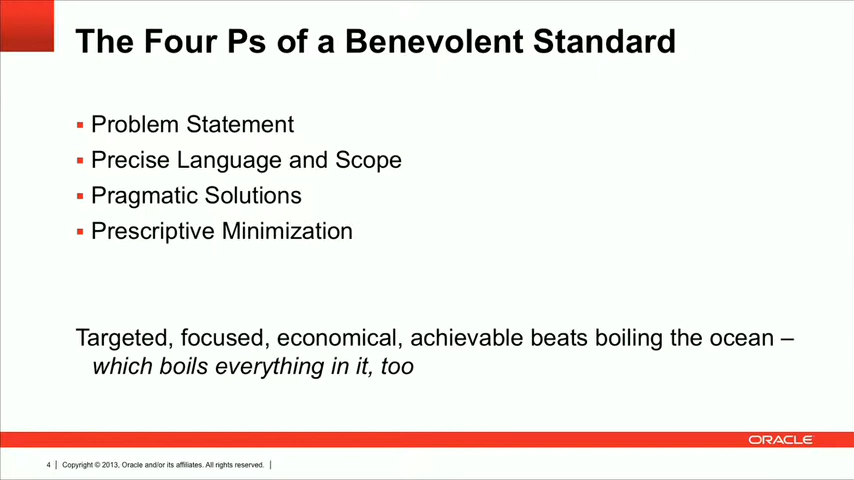 The Four Ps of a Benevolent Standard
Problem Statement
Precise Language and Scope
Pragmatic Solutions
Prescriptive Minimization
Targeted, focused, economical, achievable beats boiling the ocean –
which boils everything in it, too
ORACLE
4 | Copyright © 2013, Oracle and/or its affiliates. All rights reserved. |